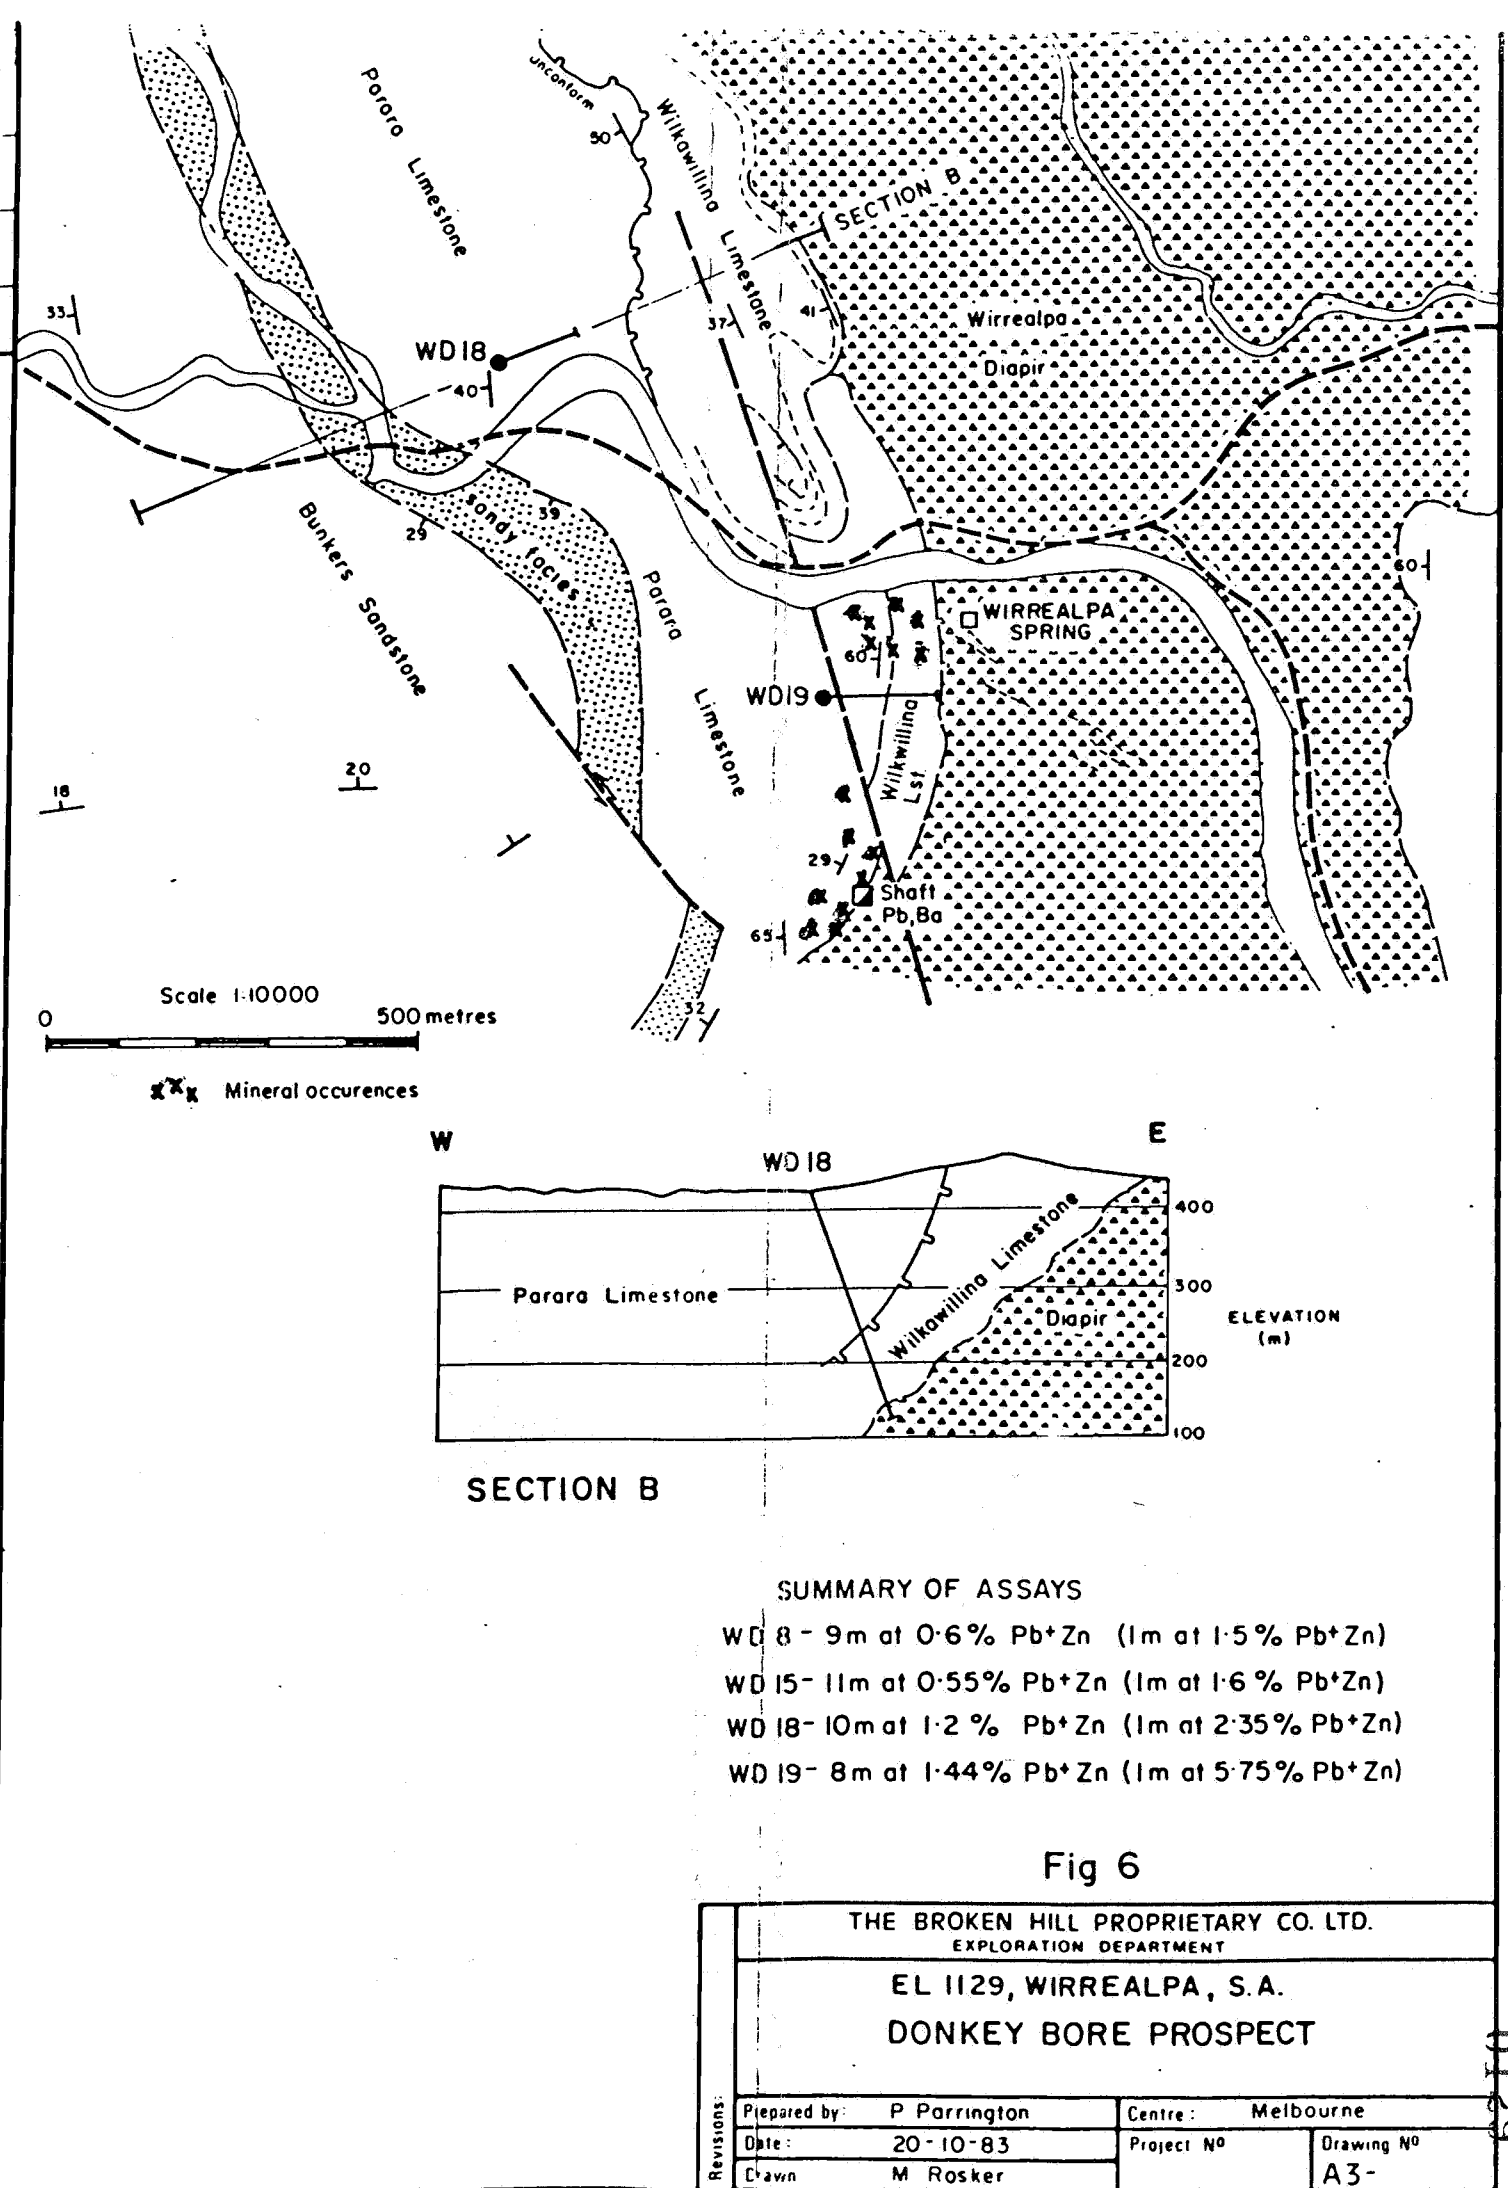 Parara Limestone
unconform
50
Wilkawillina Limestone
SECTION B
33
37
41
Wirrealpa
Diapir
WD18
40
Bunkers Sandstone
29
39
Sandy facies
Parara
Limestone
60
WIRREALPA
SPRING
60
WD19
Wilkwillina
Lst.
18
20
29
Shaft
Pb,Ba
65
32
Scale 1:10000
0 500 metres
x x x Mineral occurences
W E
WD 18
400
Parara Limestone
Wilkawillina Limestone
300
Diapir
ELEVATION
(m)
200
100
SECTION B
SUMMARY OF ASSAYS
WD 8 - 9m at 0·6% Pb+Zn (1m at 1·5% Pb+Zn)
WD 15- 11m at 0·55% Pb+Zn (1m at 1·6% Pb+Zn)
WD 18- 10m at 1·2 % Pb+Zn (1m at 2·35% Pb+Zn)
WD 19- 8m at 1·44% Pb+Zn (1m at 5·75% Pb+Zn)
Fig 6
THE BROKEN HILL PROPRIETARY CO. LTD.
EXPLORATION DEPARTMENT
EL 1129, WIRREALPA, S.A.
DONKEY BORE PROSPECT
Revisions:
Prepared by: P Parrington
Centre: Melbourne
Date: 20-10-83
Project Nº
Drawing Nº
Drawn M Rosker
A3-